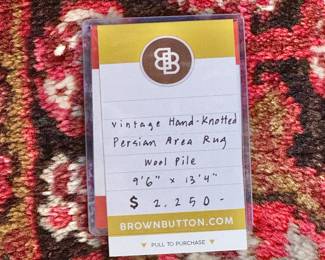 B
Vintage Hand-Knotted
Persian Area Rug
Wool Pile
9'6" x 13'4"
$ 2,250-
BROWNBUTTON.COM
PULL TO PURCHASE